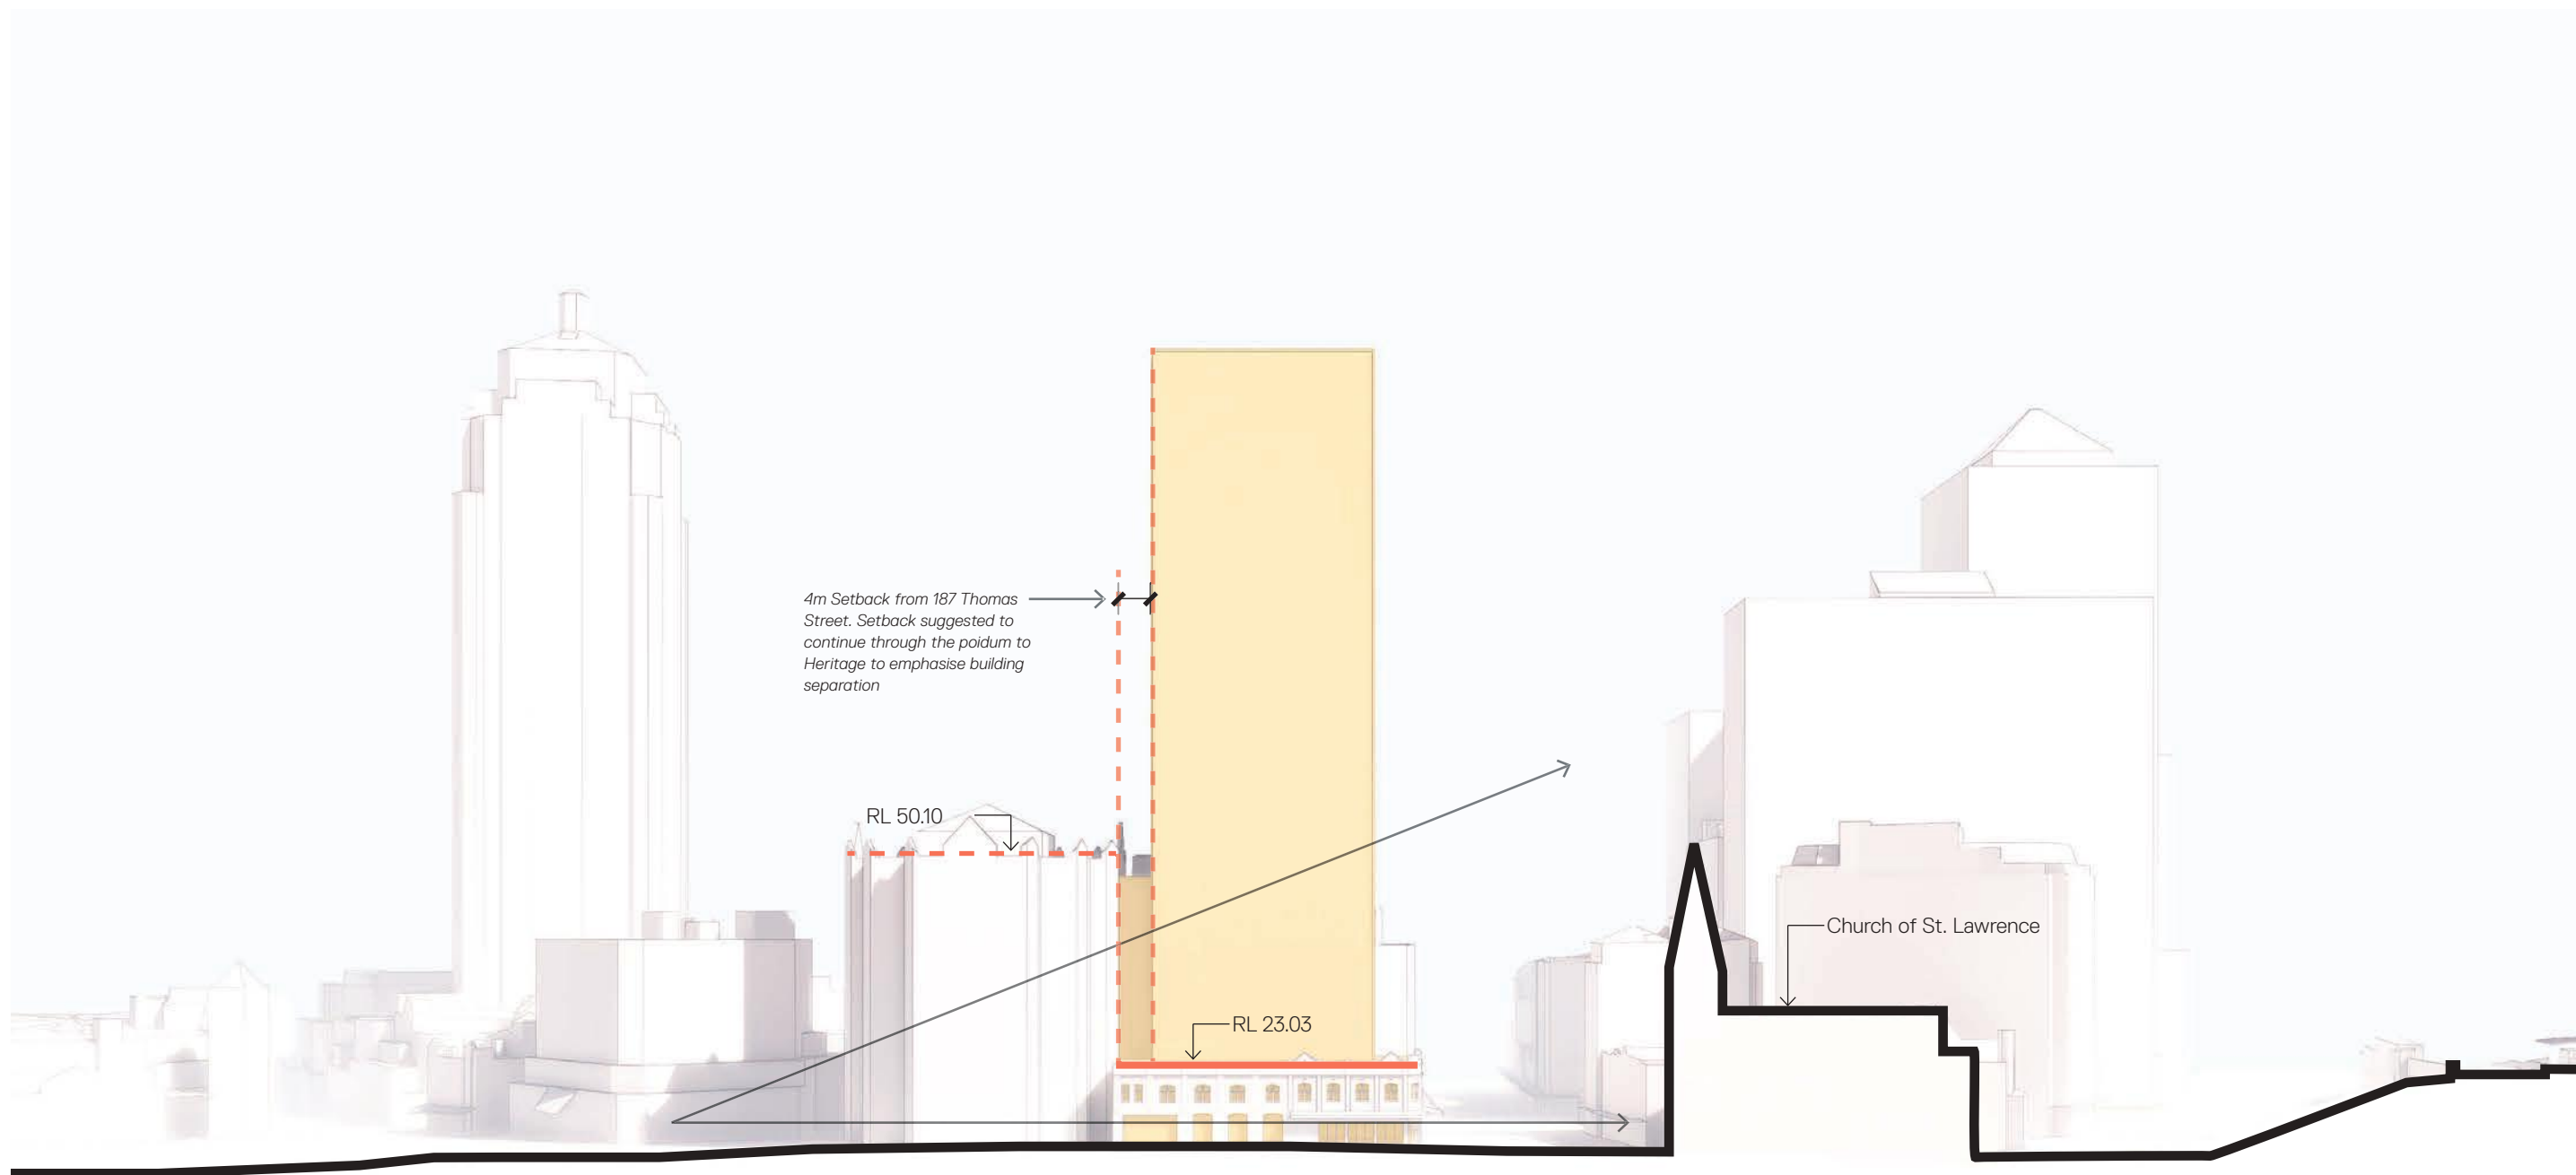 4m Setback from 187 Thomas
Street. Setback suggested to
continue through the poidum to
Heritage to emphasise building
separation
RL 50.10
Church of St. Lawrence
RL 23.03